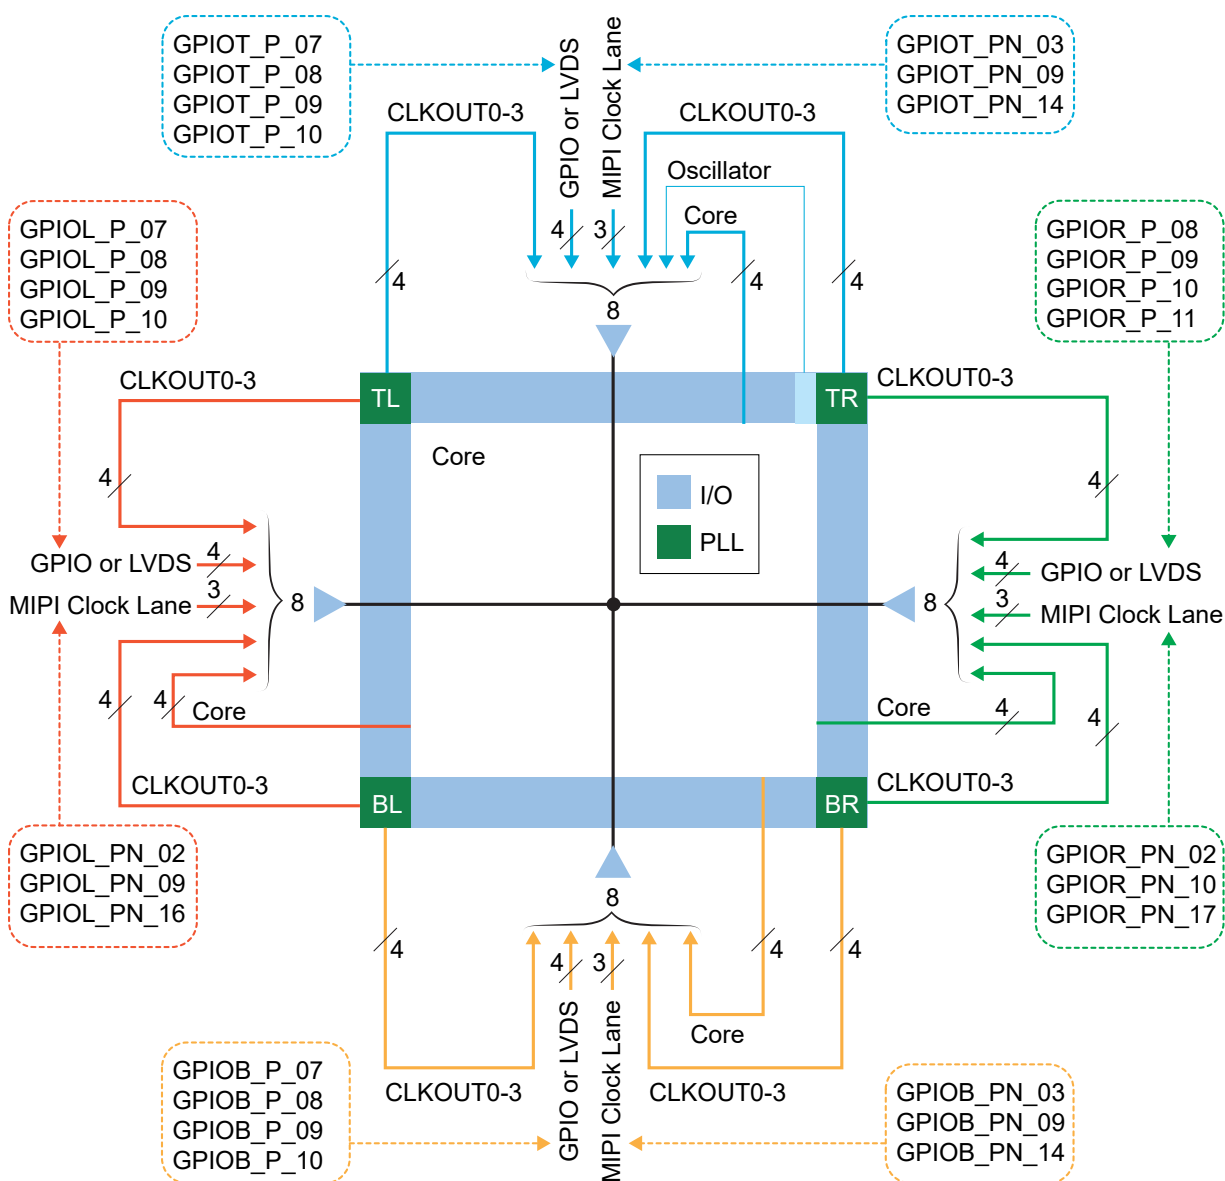 GPIOT_P_07
GPIOT_P_08
GPIOT_P_09
GPIOT_P_10
GPIO or LVDS
MIPI Clock Lane
GPIOT_PN_03
GPIOT_PN_09
GPIOT_PN_14
CLKOUT0-3
CLKOUT0-3
Oscillator
Core
4
3
4
4
4
8
GPIOL_P_07
GPIOL_P_08
GPIOL_P_09
GPIOL_P_10
GPIOR_P_08
GPIOR_P_09
GPIOR_P_10
GPIOR_P_11
CLKOUT0-3
TL
TR
CLKOUT0-3
Core
I/O
PLL
4
4
GPIO or LVDS
4
MIPI Clock Lane
3
8
8
4
GPIO or LVDS
3
MIPI Clock Lane
4
4
Core
Core
4
4
CLKOUT0-3
BL
BR
CLKOUT0-3
GPIOL_PN_02
GPIOL_PN_09
GPIOL_PN_16
GPIOR_PN_02
GPIOR_PN_10
GPIOR_PN_17
8
4
4
3
4
4
Core
CLKOUT0-3
GPIO or LVDS
MIPI Clock Lane
CLKOUT0-3
GPIOB_P_07
GPIOB_P_08
GPIOB_P_09
GPIOB_P_10
GPIOB_PN_03
GPIOB_PN_09
GPIOB_PN_14